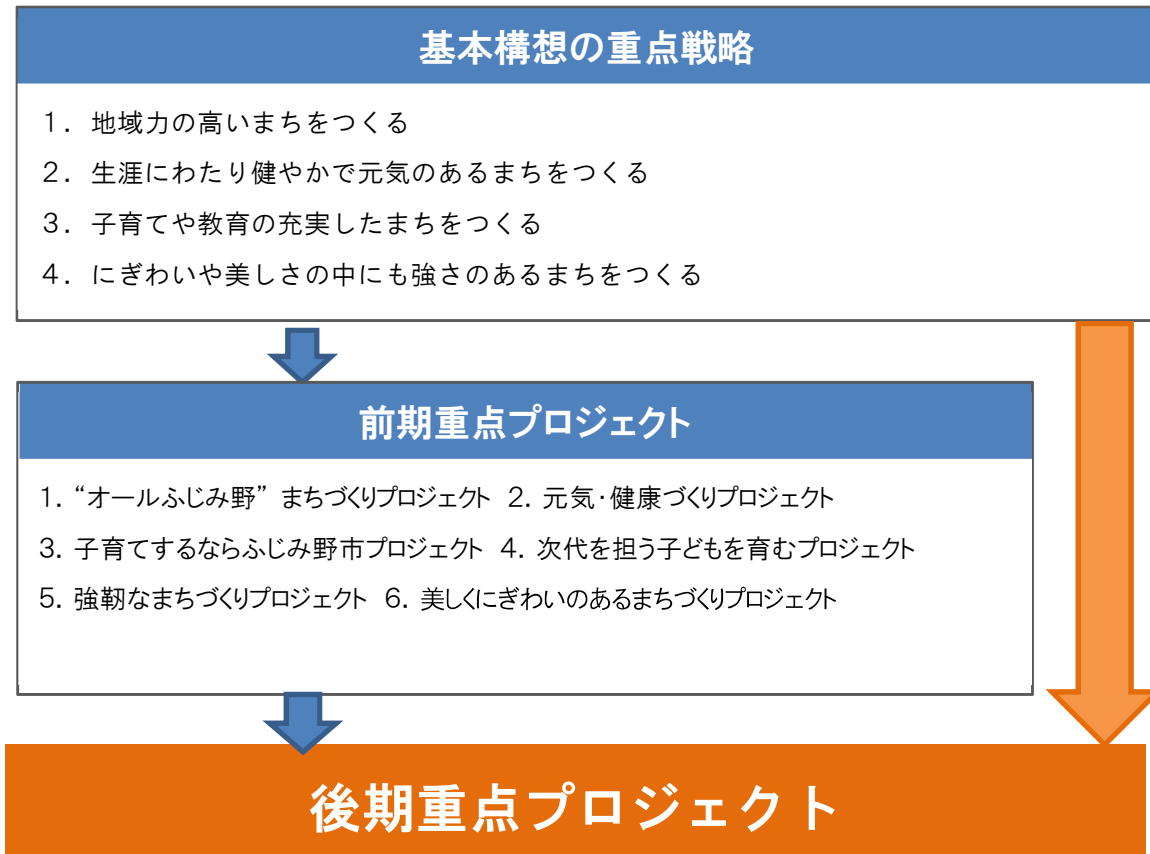 基本構想の重点戦略
１．地域力の高いまちをつくる
２．生涯にわたり健やかで元気のあるまちをつくる
３．子育てや教育の充実したまちをつくる
４．にぎわいや美しさの中にも強さのあるまちをつくる
前期重点プロジェクト
1. “オールふじみ野” まちづくりプロジェクト 2. 元気・健康づくりプロジェクト
3. 子育てするならふじみ野市プロジェクト 4. 次代を担う子どもを育むプロジェクト
5. 強靭なまちづくりプロジェクト 6. 美しくにぎわいのあるまちづくりプロジェクト
後期重点プロジェクト